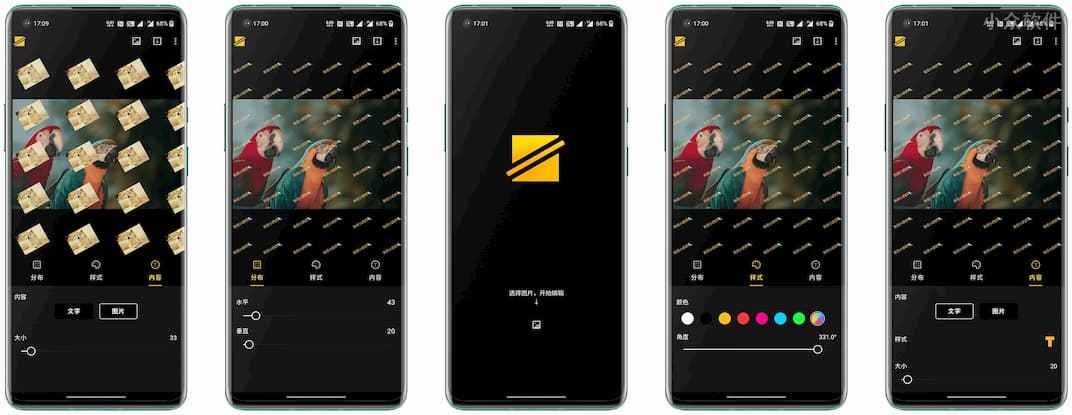 17:09
68%
分布
样式
内容
内容
文字
图片
大小
33
17:00
68%
分布
样式
内容
水平
43
垂直
20
17:01
68%
选择图片，开始编辑
↓
17:00
68%
分布
样式
内容
颜色
角度
331.0°
小众软件
17:01
68%
分布
样式
内容
内容
文字
图片
样式
T
大小
20